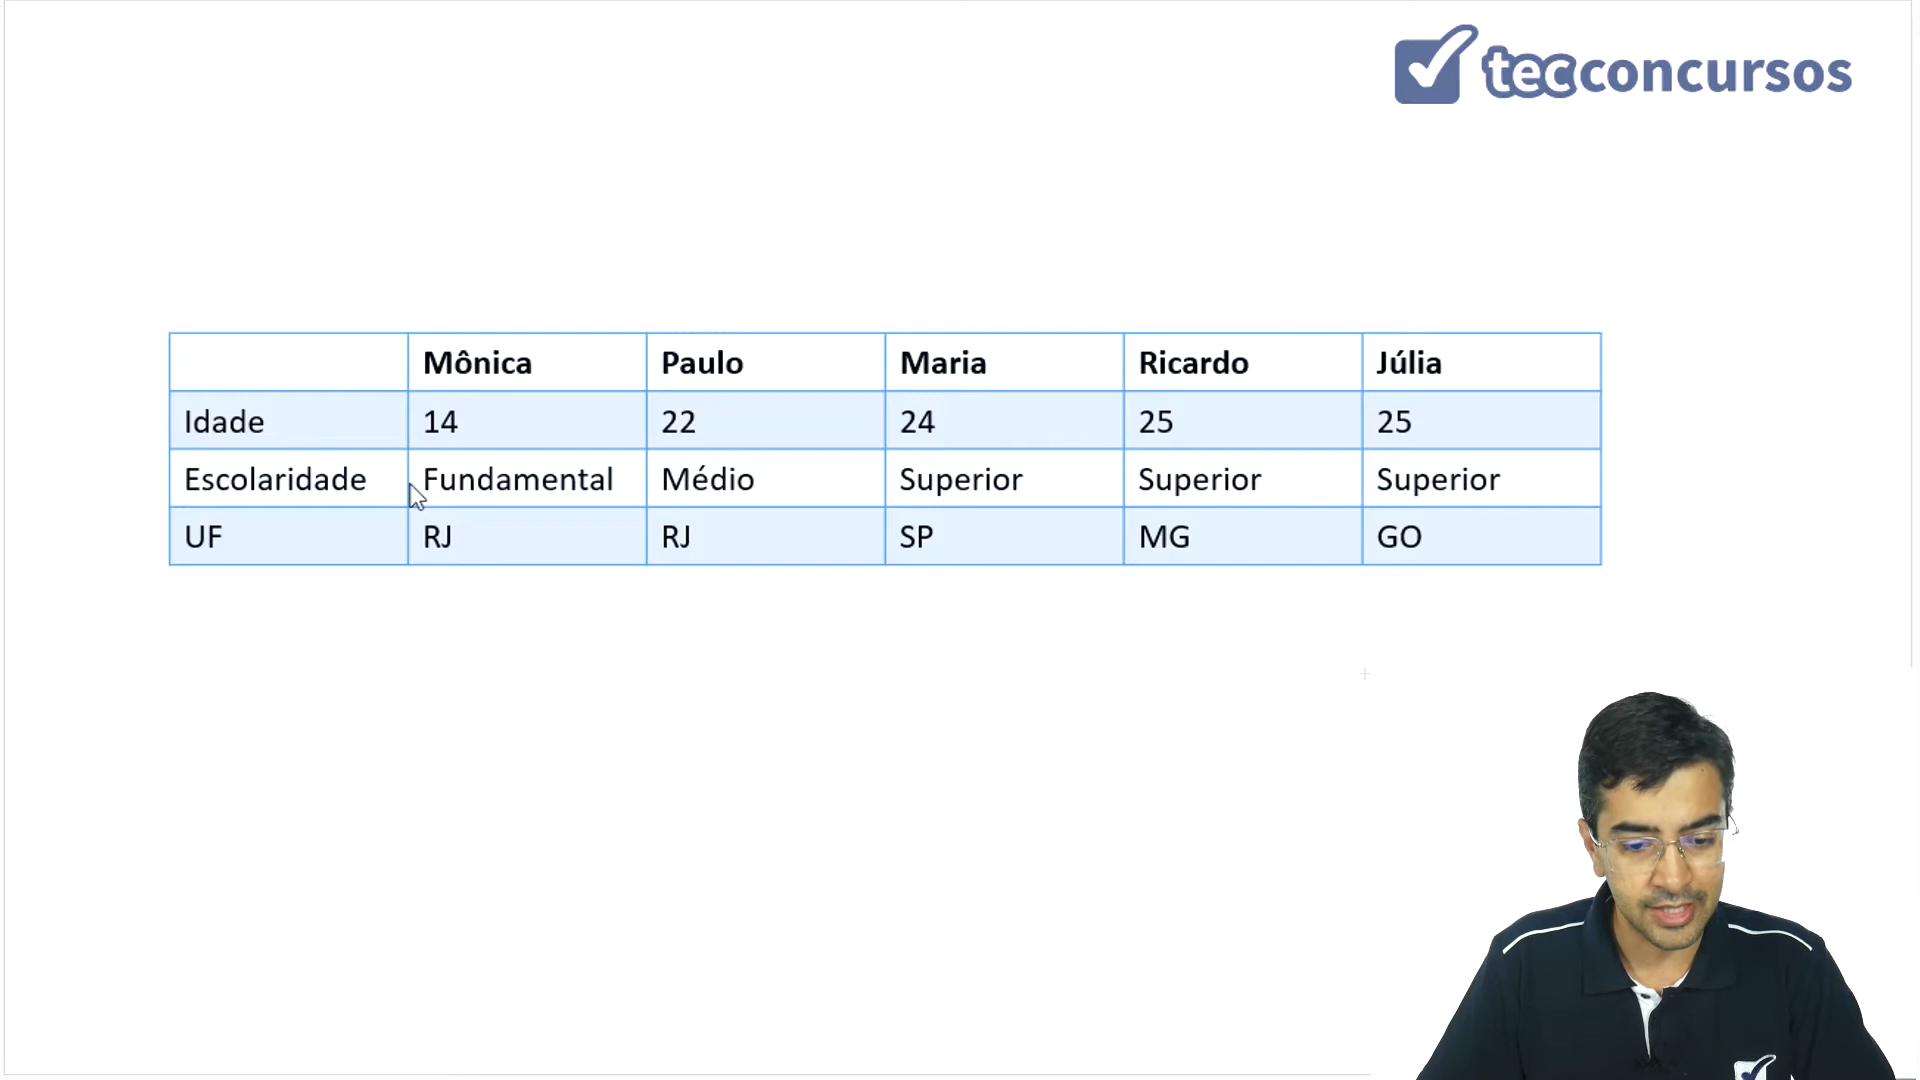 tecconcursos
Mônica Paulo Maria Ricardo Júlia
Idade 14 22 24 25 25
Escolaridade Fundamental Médio Superior Superior Superior
UF RJ RJ SP MG GO